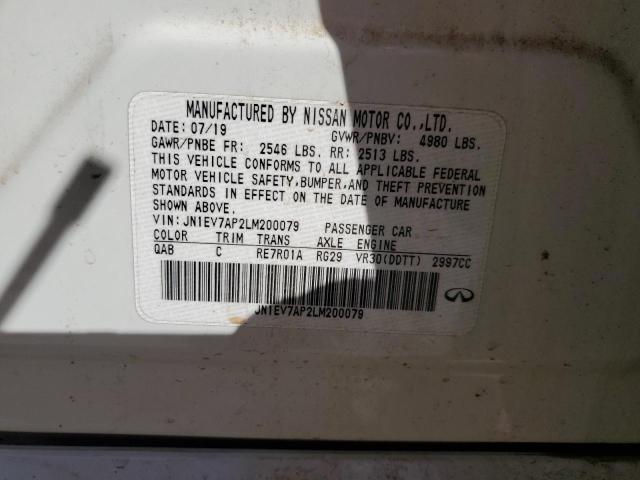 MANUFACTURED BY NISSAN MOTOR CO.,LTD.
DATE: 07/19 GVWR/PNBV: 4980 LBS.
GAWR/PNBE FR: 2546 LBS. RR: 2513 LBS.
THIS VEHICLE CONFORMS TO ALL APPLICABLE FEDERAL
MOTOR VEHICLE SAFETY,BUMPER,AND THEFT PREVENTION
STANDARDS IN EFFECT ON THE DATE OF MANUFACTURE
SHOWN ABOVE.
VIN: JN1EV7AP2LM200079 PASSENGER CAR
COLOR TRIM TRANS AXLE ENGINE
QAB C RE7R01A RG29 VR30(DDTT) 2997CC
JN1EV7AP2LM200079